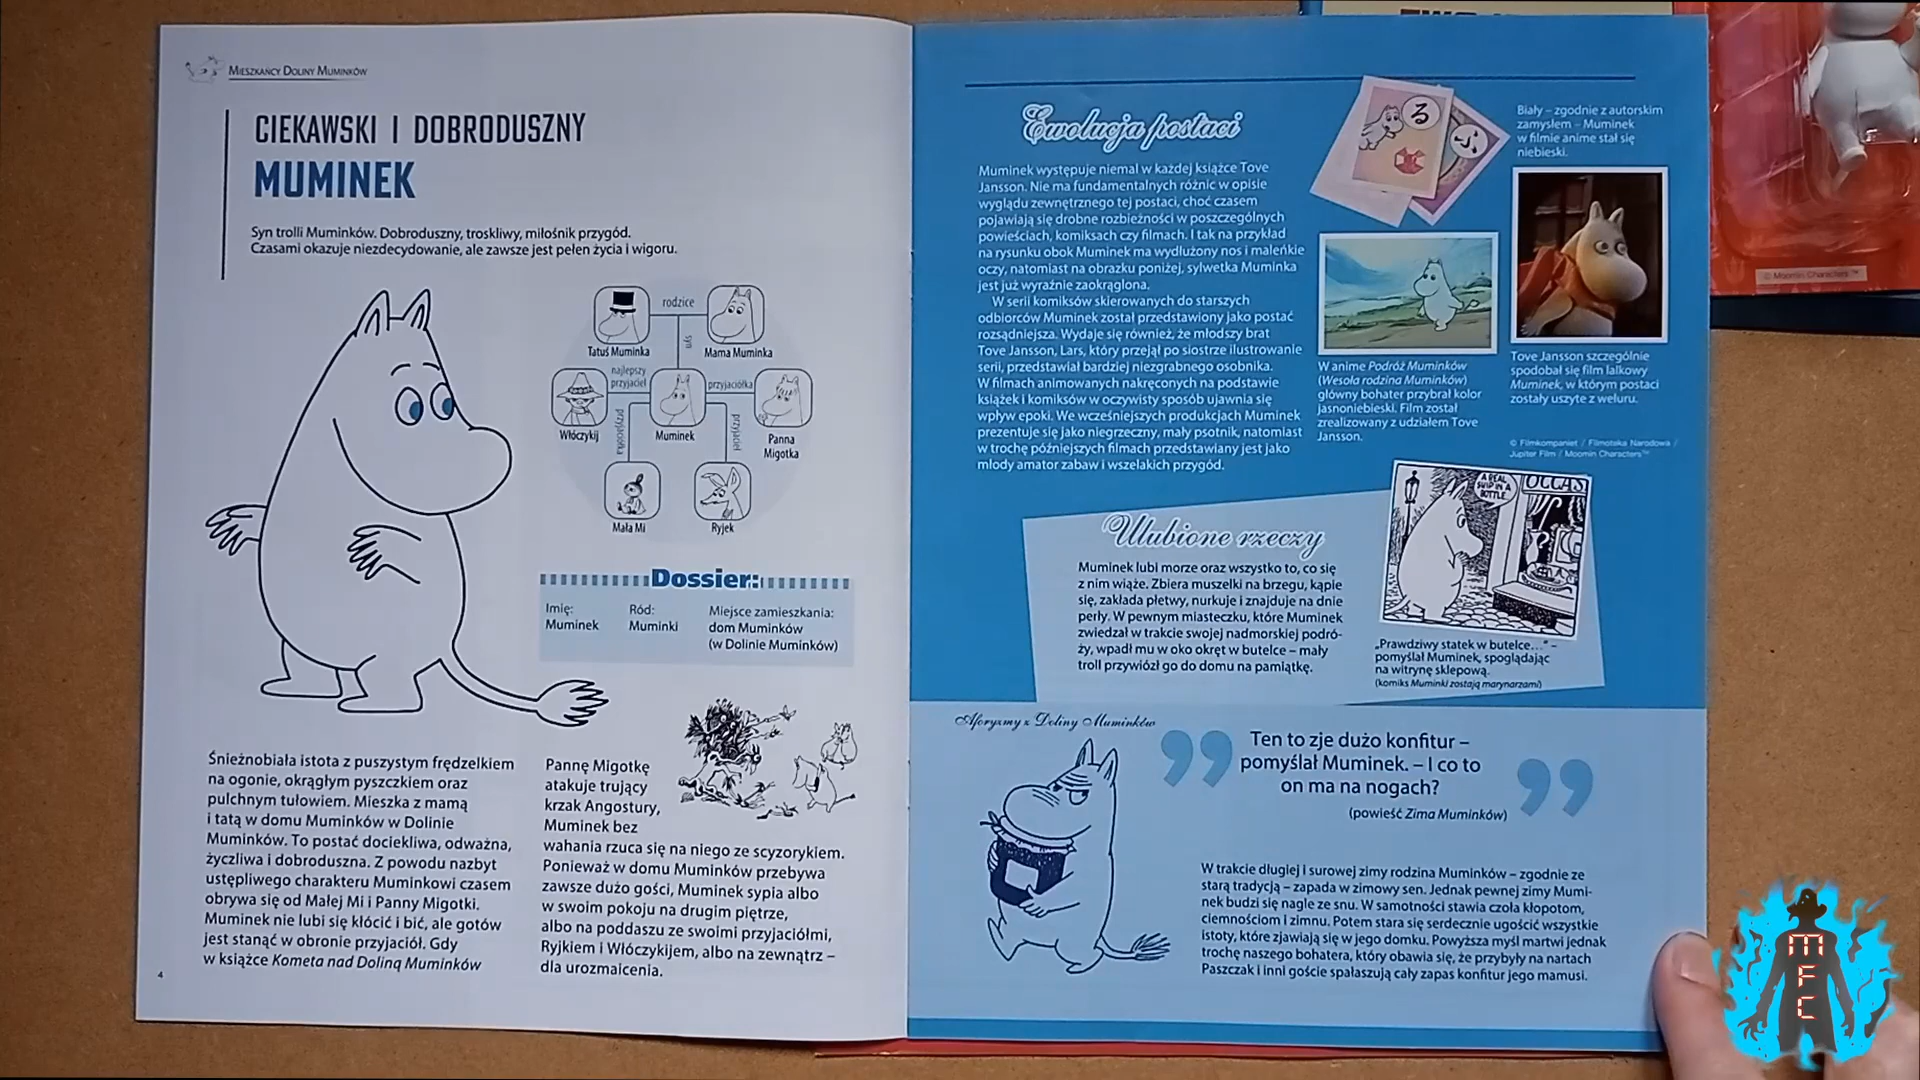 Mieszkańcy Doliny Muminków
CIEKAWSKI I DOBRODUSZNY
MUMINEK
Syn trolli Muminków. Dobroduszny, troskliwy, miłośnik przygód.
Czasami okazuje niezdecydowanie, ale zawsze jest pełen życia i wigoru.
rodzice
Tatuś Muminka
syn
Mama Muminka
najlepszy
przyjaciel
przyjaciółka
Włóczykij
przyjaciółka
Muminek
przyjaciel
Panna
Migotka
Mała Mi
Ryjek
Dossier:
Imię:
Muminek
Ród:
Muminki
Miejsce zamieszkania:
dom Muminków
(w Dolinie Muminków)
Śnieżnobiała istota z puszystym frędzelkiem
na ogonie, okrągłym pyszczkiem oraz
pulchnym tułowiem. Mieszka z mamą
i tatą w domu Muminków w Dolinie
Muminków. To postać dociekliwa, odważna,
życzliwa i dobroduszna. Z powodu nazbyt
ustępliwego charakteru Muminkowi czasem
obrywa się od Małej Mi i Panny Migotki.
Muminek nie lubi się kłócić i bić, ale gotów
jest stanąć w obronie przyjaciół. Gdy
w książce Kometa nad Doliną Muminków
4
Pannę Migotkę
atakuje trujący
krzak Angostury,
Muminek bez
wahania rzuca się na niego ze scyzorykiem.
Ponieważ w domu Muminków przebywa
zawsze dużo gości, Muminek sypia albo
w swoim pokoju na drugim piętrze,
albo na poddaszu ze swoimi przyjaciółmi,
Ryjkiem i Włóczykijem, albo na zewnątrz –
dla urozmaicenia.
Ewolucja postaci
Muminek występuje niemal w każdej książce Tove
Jansson. Nie ma fundamentalnych różnic w opisie
wyglądu zewnętrznego tej postaci, choć czasem
pojawiają się drobne rozbieżności w poszczególnych
powieściach, komiksach czy filmach. I tak na przykład
na rysunku obok Muminek ma wydłużony nos i maleńkie
oczy, natomiast na obrazku poniżej, sylwetka Muminka
jest już wyraźnie zaokrąglona.
W serii komiksów skierowanych do starszych
odbiorców Muminek został przedstawiony jako postać
rozsądniejsza. Wydaje się również, że młodszy brat
Tove Jansson, Lars, który przejął po siostrze ilustrowanie
serii, przedstawiał bardziej niezgrabnego osobnika.
W filmach animowanych nakręconych na podstawie
książek i komiksów w oczywisty sposób ujawnia się
wpływ epoki. We wcześniejszych produkcjach Muminek
prezentuje się jako niegrzeczny, mały psotnik, natomiast
w trochę późniejszych filmach przedstawiany jest jako
młody amator zabaw i wszelakich przygód.
る
ふ
Biały – zgodnie z autorskim
zamysłem – Muminek
w filmie anime stał się
niebieski.
W anime Podróż Muminków
(Wesoła rodzina Muminków)
główny bohater przybrał kolor
jasnoniebieski. Film został
zrealizowany z udziałem Tove
Jansson.
Tove Jansson szczególnie
spodobał się film lalkowy
Muminek, w którym postaci
zostały uszyte z weluru.
© Filmkompaniet / Filmoteka Narodowa /
Jupiter Film / Moomin Characters™
© Moomin Characters™
Ulubione rzeczy
Muminek lubi morze oraz wszystko to, co się
z nim wiąże. Zbiera muszelki na brzegu, kąpie
się, zakłada płetwy, nurkuje i znajduje na dnie
perły. W pewnym miasteczku, które Muminek
zwiedzał w trakcie swojej nadmorskiej podró-
ży, wpadł mu w oko okręt w butelce – mały
troll przywiózł go do domu na pamiątkę.
A REAL
SHIP IN A
BOTTLE
OCCAS
„Prawdziwy statek w butelce…” –
pomyślał Muminek, spoglądając
na witrynę sklepową.
(komiks Muminki zostają marynarzami)
Aforyzmy z Doliny Muminków
Ten to zje dużo konfitur –
pomyślał Muminek. – I co to
on ma na nogach?
(powieść Zima Muminków)
W trakcie długiej i surowej zimy rodzina Muminków – zgodnie ze
starą tradycją – zapada w zimowy sen. Jednak pewnej zimy Mumi-
nek budzi się nagle ze snu. W samotności stawia czoła kłopotom,
ciemnościom i zimnu. Potem stara się serdecznie ugościć wszystkie
istoty, które zjawiają się w jego domku. Powyższa myśl martwi jednak
trochę naszego bohatera, który obawia się, że przybyły na nartach
Paszczak i inni goście spałaszują cały zapas konfitur jego mamusi.
MFC